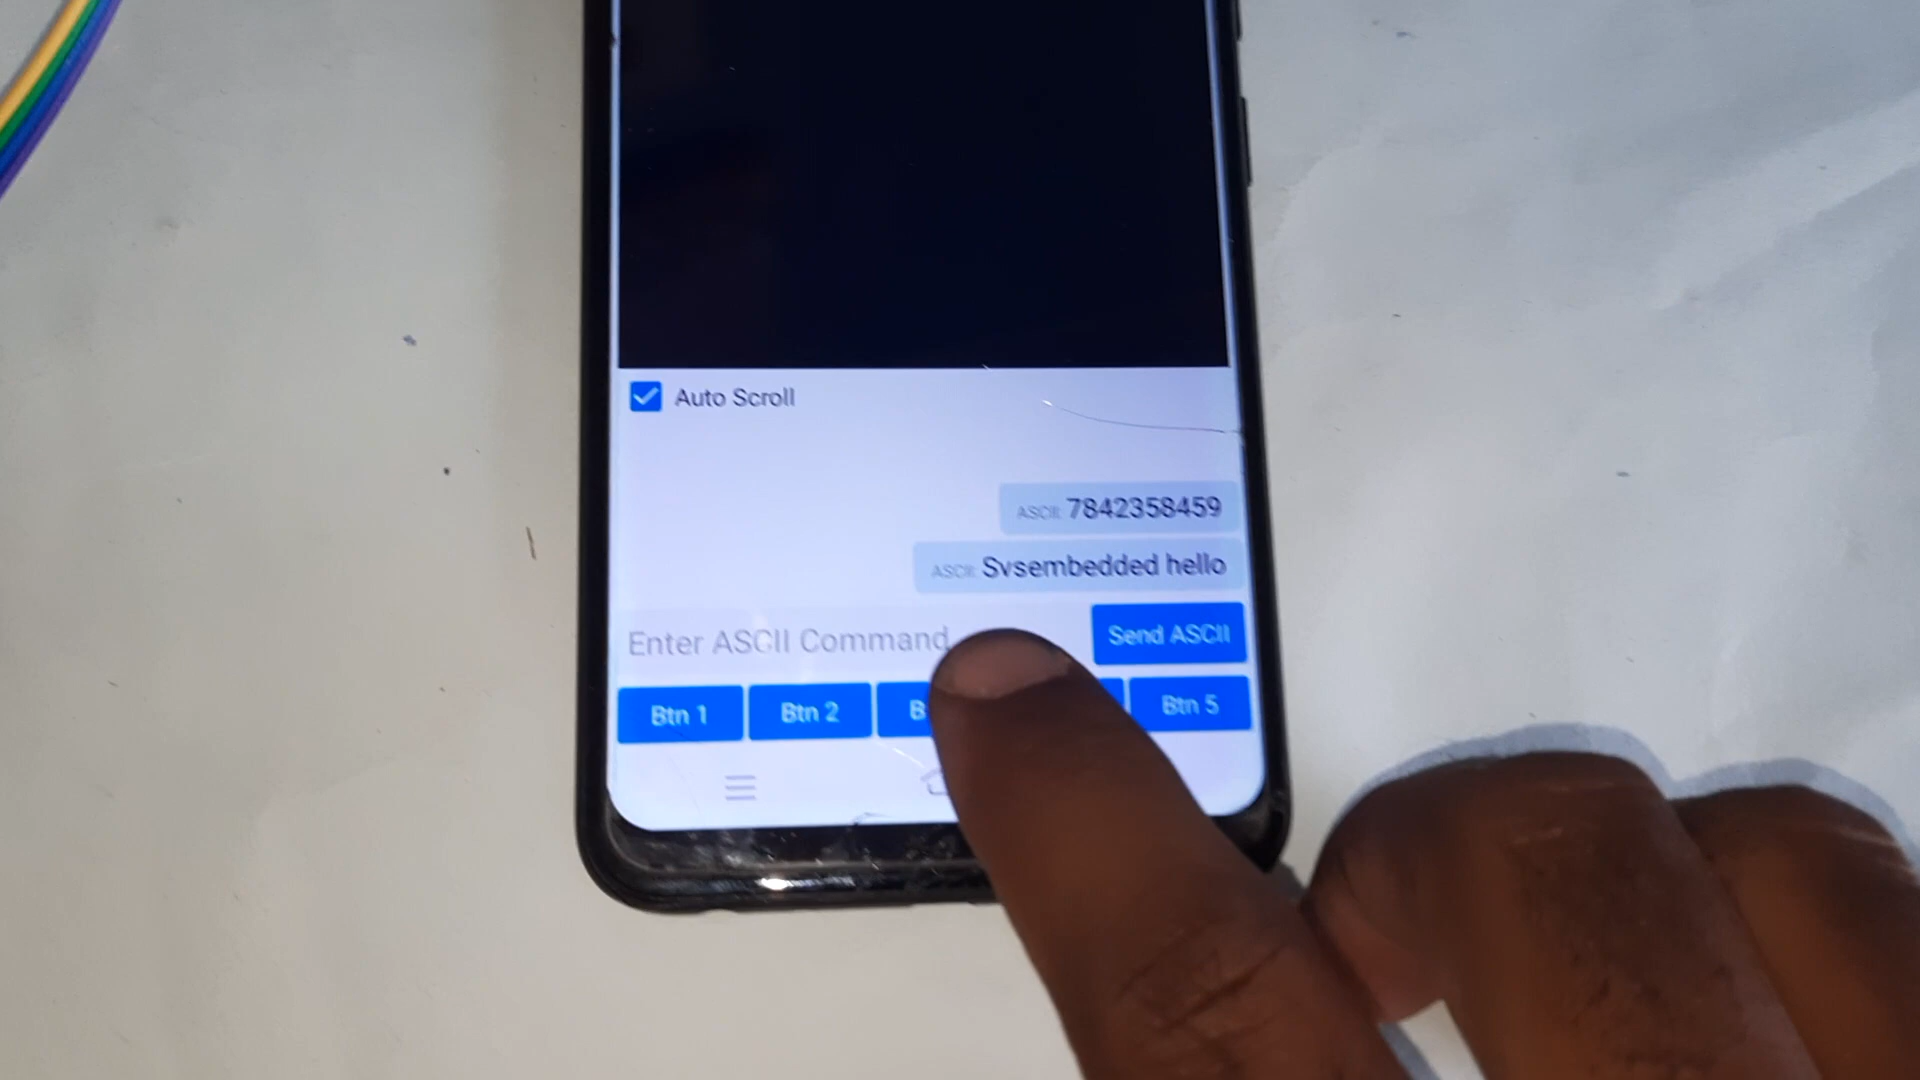 Auto Scroll
ASCII: 7842358459
ASCII: Svsembedded hello
Enter ASCII Command
Send ASCII
Btn 1
Btn 2
Btn 5